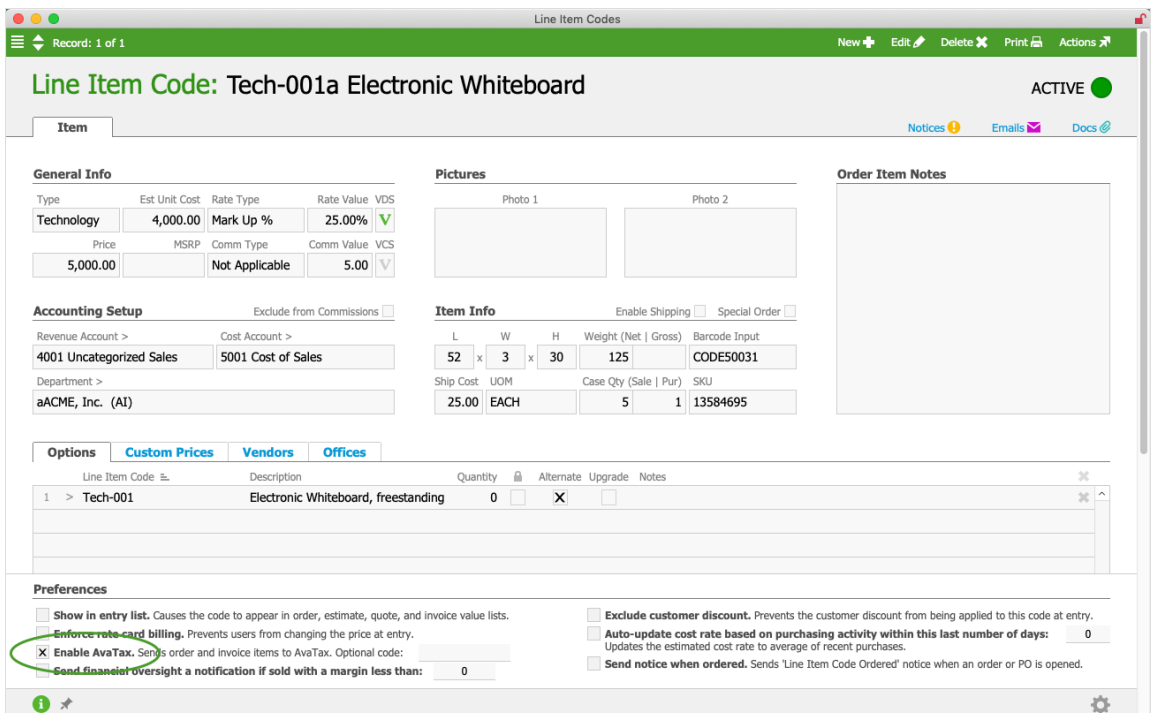 Line Item Codes
Record: 1 of 1 New Edit Delete Print Actions
Line Item Code: Tech-001a Electronic Whiteboard
ACTIVE
Item Notices Emails Docs
General Info Pictures Order Item Notes
Type Est Unit Cost Rate Type Rate Value VDS Photo 1 Photo 2
Technology 4,000.00 Mark Up % 25.00% V
Price MSRP Comm Type Comm Value VCS
5,000.00 Not Applicable 5.00 V
Accounting Setup Exclude from Commissions Item Info Enable Shipping Special Order
Revenue Account > Cost Account > L W H Weight (Net | Gross) Barcode Input
4001 Uncategorized Sales 5001 Cost of Sales 52 x 3 x 30 125 CODE50031
Department > Ship Cost UOM Case Qty (Sale | Pur) SKU
aACME, Inc. (AI) 25.00 EACH 5 1 13584695
Options Custom Prices Vendors Offices
Line Item Code Description Quantity Alternate Upgrade Notes
1 > Tech-001 Electronic Whiteboard, freestanding 0 X
Preferences
Show in entry list. Causes the code to appear in order, estimate, quote, and invoice value lists. Exclude customer discount. Prevents the customer discount from being applied to this code at entry.
Enforce rate card billing. Prevents users from changing the price at entry. Auto-update cost rate based on purchasing activity within this last number of days: 0
Updates the estimated cost rate to average of recent purchases.
X Enable AvaTax. Sends order and invoice items to AvaTax. Optional code:
Send financial oversight a notification if sold with a margin less than: 0 Send notice when ordered. Sends 'Line Item Code Ordered' notice when an order or PO is opened.